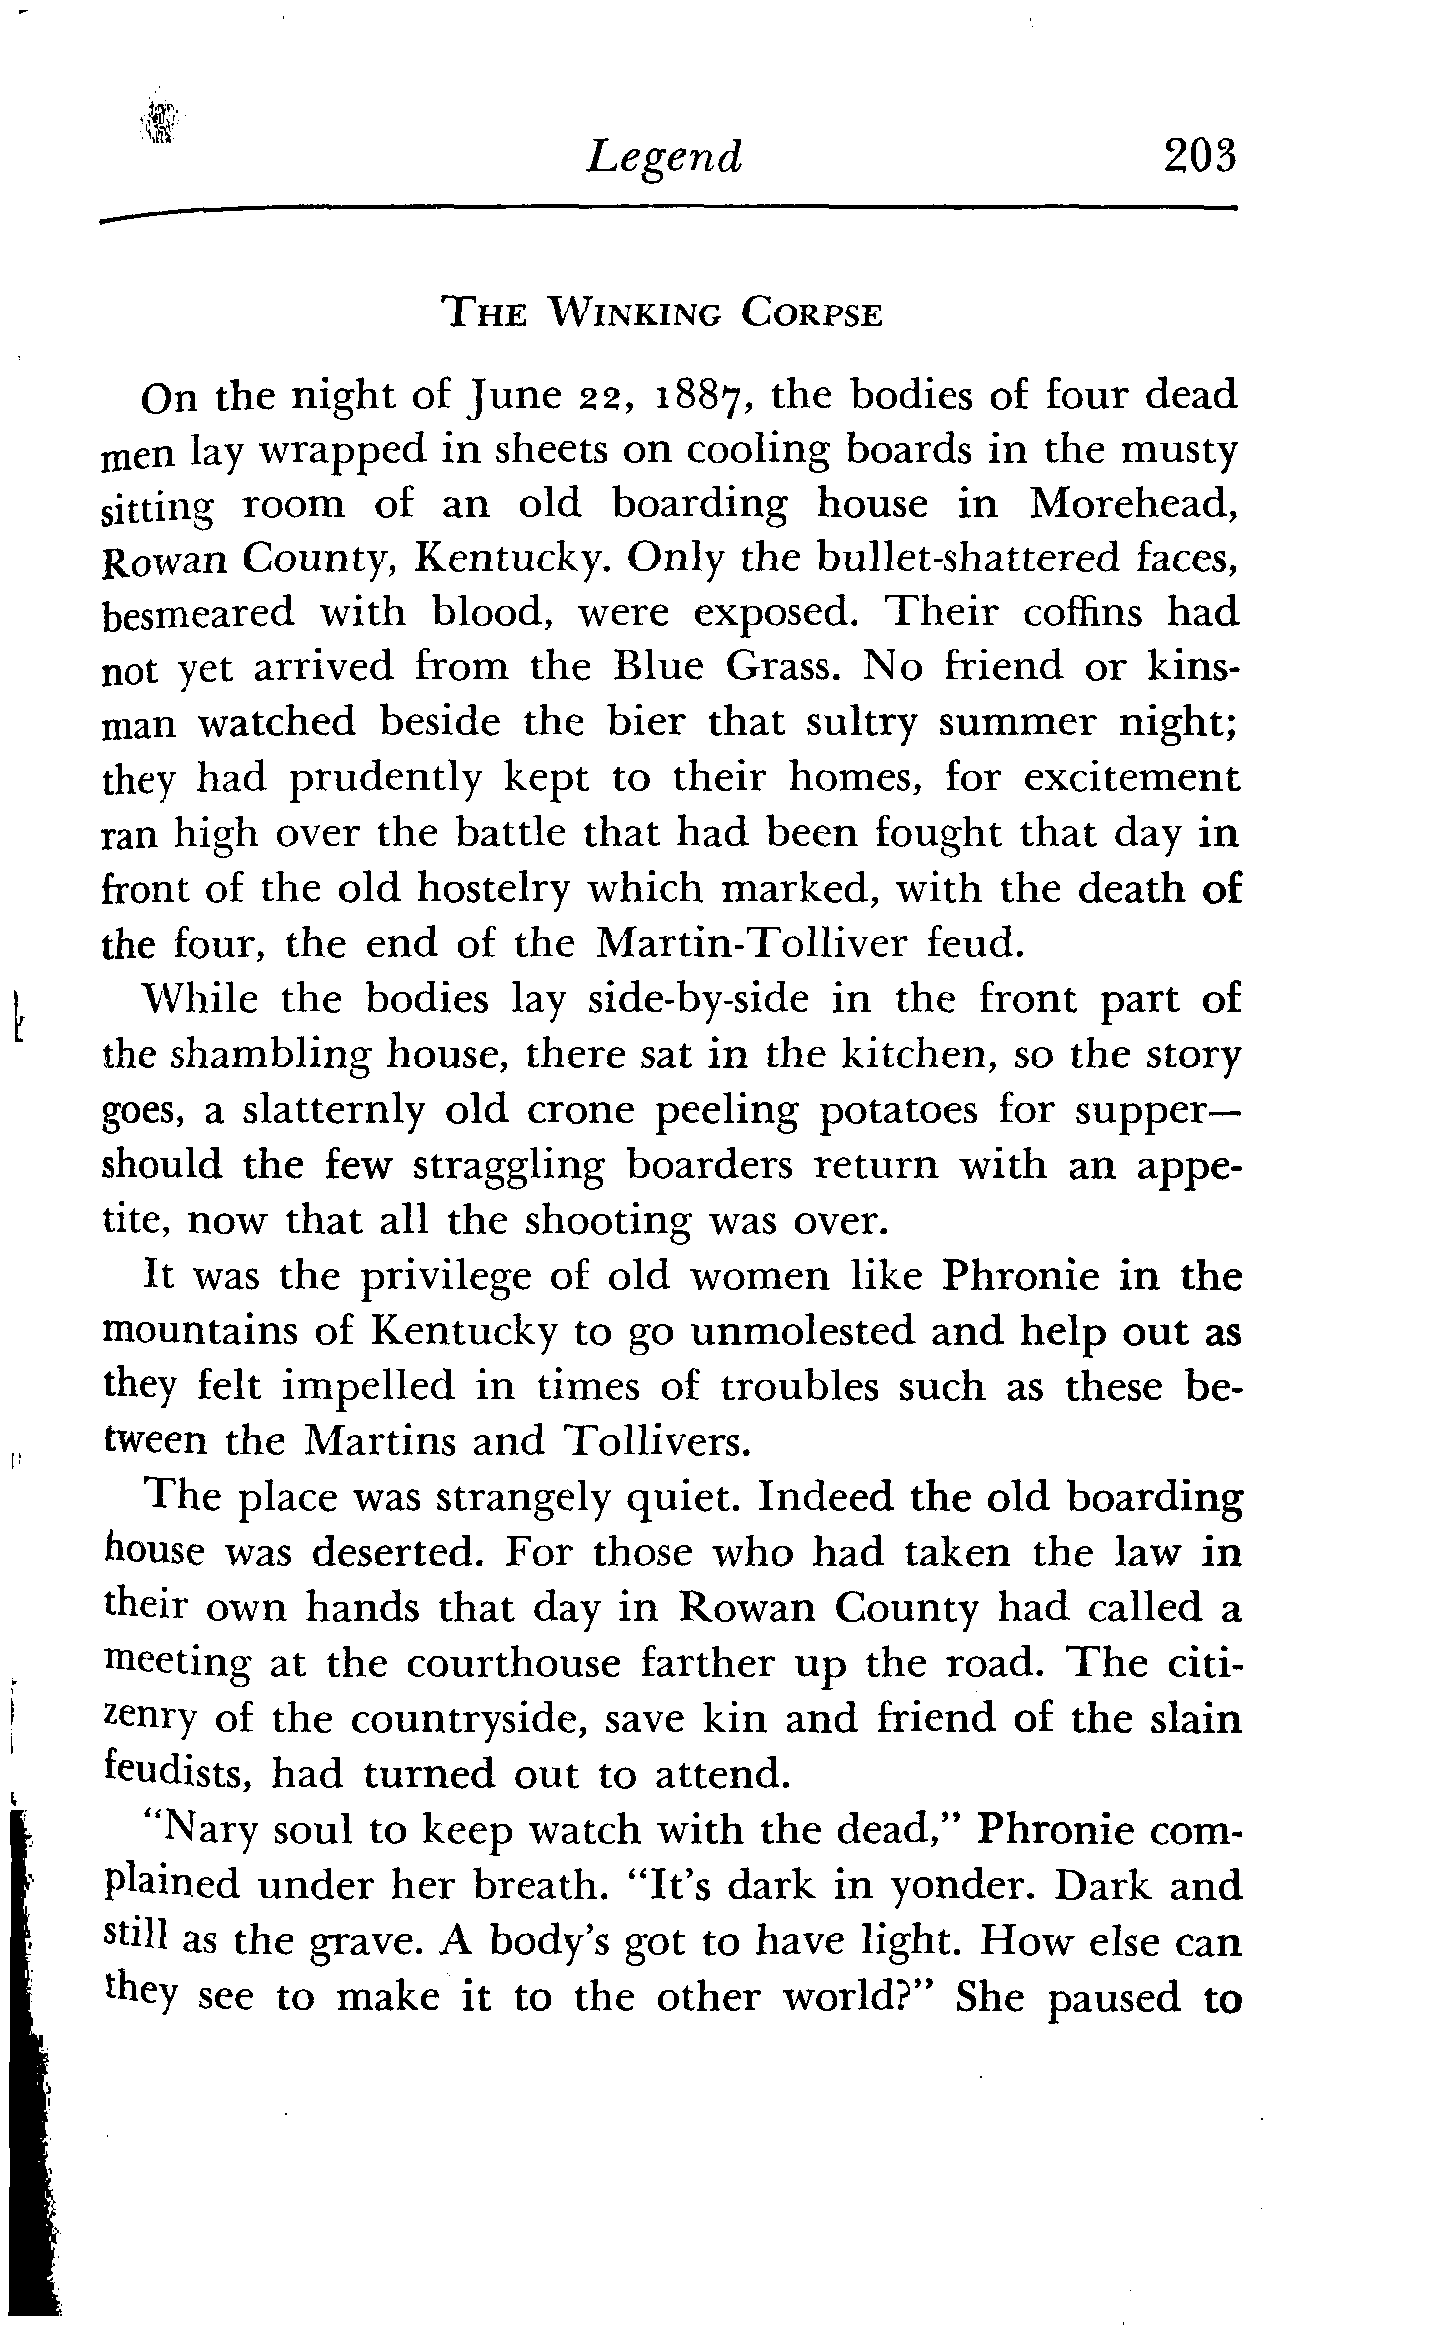 Legend 203
THE WINKING CORPSE
On the night of June 22, 1887, the bodies of four dead
men lay wrapped in sheets on cooling boards in the musty
sitting room of an old boarding house in Morehead,
Rowan County, Kentucky. Only the bullet-shattered faces,
besmeared with blood, were exposed. Their coffins had
not yet arrived from the Blue Grass. No friend or kins-
man watched beside the bier that sultry summer night;
they had prudently kept to their homes, for excitement
ran high over the battle that had been fought that day in
front of the old hostelry which marked, with the death of
the four, the end of the Martin-Tolliver feud.
While the bodies lay side-by-side in the front part of
the shambling house, there sat in the kitchen, so the story
goes, a slatternly old crone peeling potatoes for supper—
should the few straggling boarders return with an appe-
tite, now that all the shooting was over.
It was the privilege of old women like Phronie in the
mountains of Kentucky to go unmolested and help out as
they felt impelled in times of troubles such as these be-
tween the Martins and Tollivers.
The place was strangely quiet. Indeed the old boarding
house was deserted. For those who had taken the law in
their own hands that day in Rowan County had called a
meeting at the courthouse farther up the road. The citi-
zenry of the countryside, save kin and friend of the slain
feudists, had turned out to attend.
"Nary soul to keep watch with the dead," Phronie com-
plained under her breath. "It's dark in yonder. Dark and
still as the grave. A body's got to have light. How else can
they see to make it to the other world?" She paused to